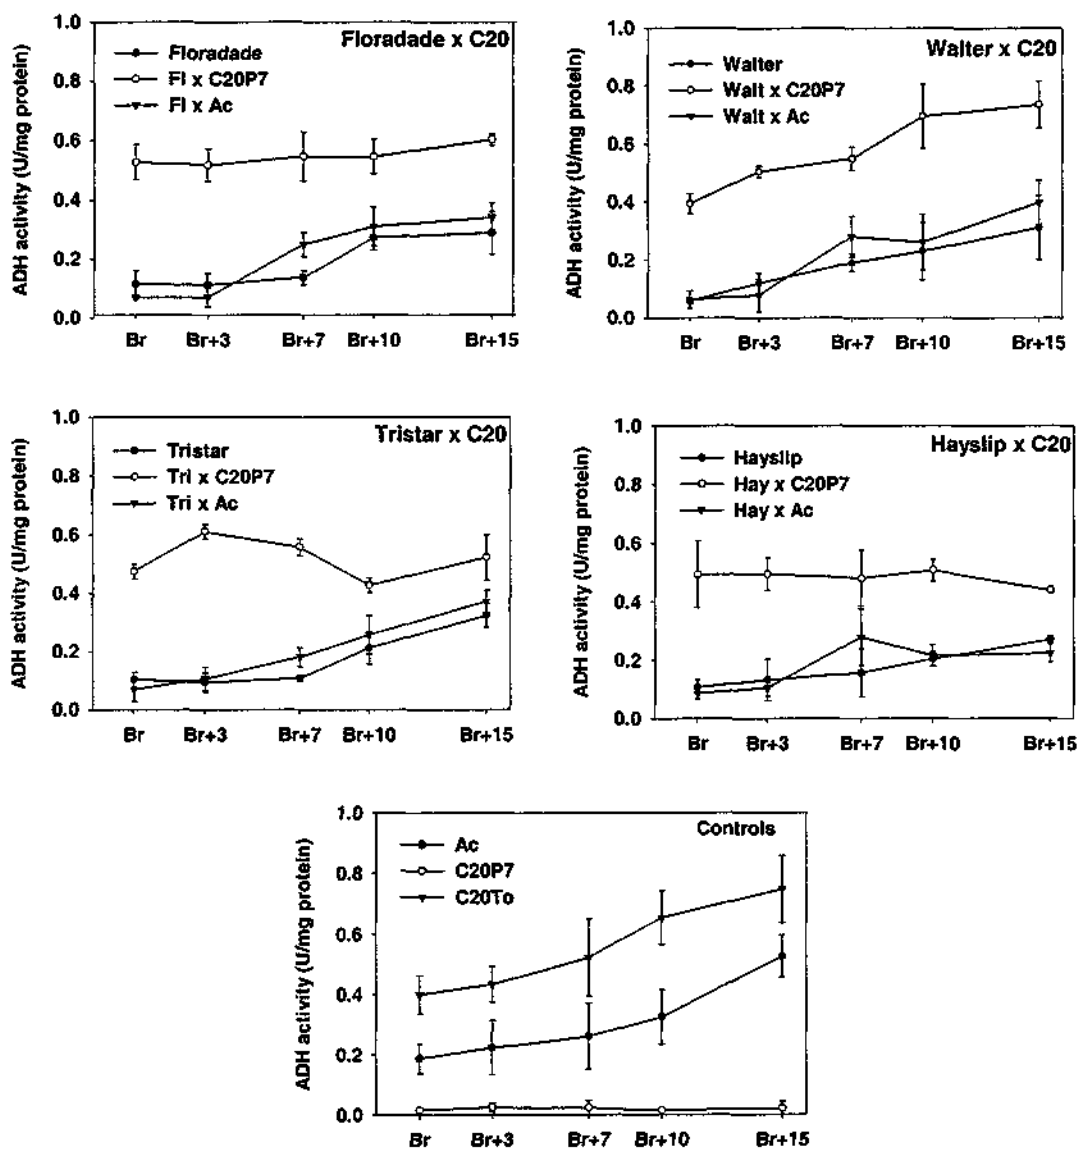 Floradade x C20
Floradade
Fl x C20P7
Fl x Ac
ADH activity (U/mg protein)
1.0
0.8
0.6
0.4
0.2
0.0
Br Br+3 Br+7 Br+10 Br+15
Walter x C20
Walter
Walt x C20P7
Walt x Ac
ADH activity (U/mg protein)
1.0
0.8
0.6
0.4
0.2
0.0
Br Br+3 Br+7 Br+10 Br+15
Tristar x C20
Tristar
Tri x C20P7
Tri x Ac
ADH activity (U/mg protein)
1.0
0.8
0.6
0.4
0.2
0.0
Br Br+3 Br+7 Br+10 Br+15
Hayslip x C20
Hayslip
Hay x C20P7
Hay x Ac
ADH activity (U/mg protein)
1.0
0.8
0.6
0.4
0.2
0.0
Br Br+3 Br+7 Br+10 Br+15
Controls
Ac
C20P7
C20To
ADH activity (U/mg protein)
1.0
0.8
0.6
0.4
0.2
0.0
Br Br+3 Br+7 Br+10 Br+15